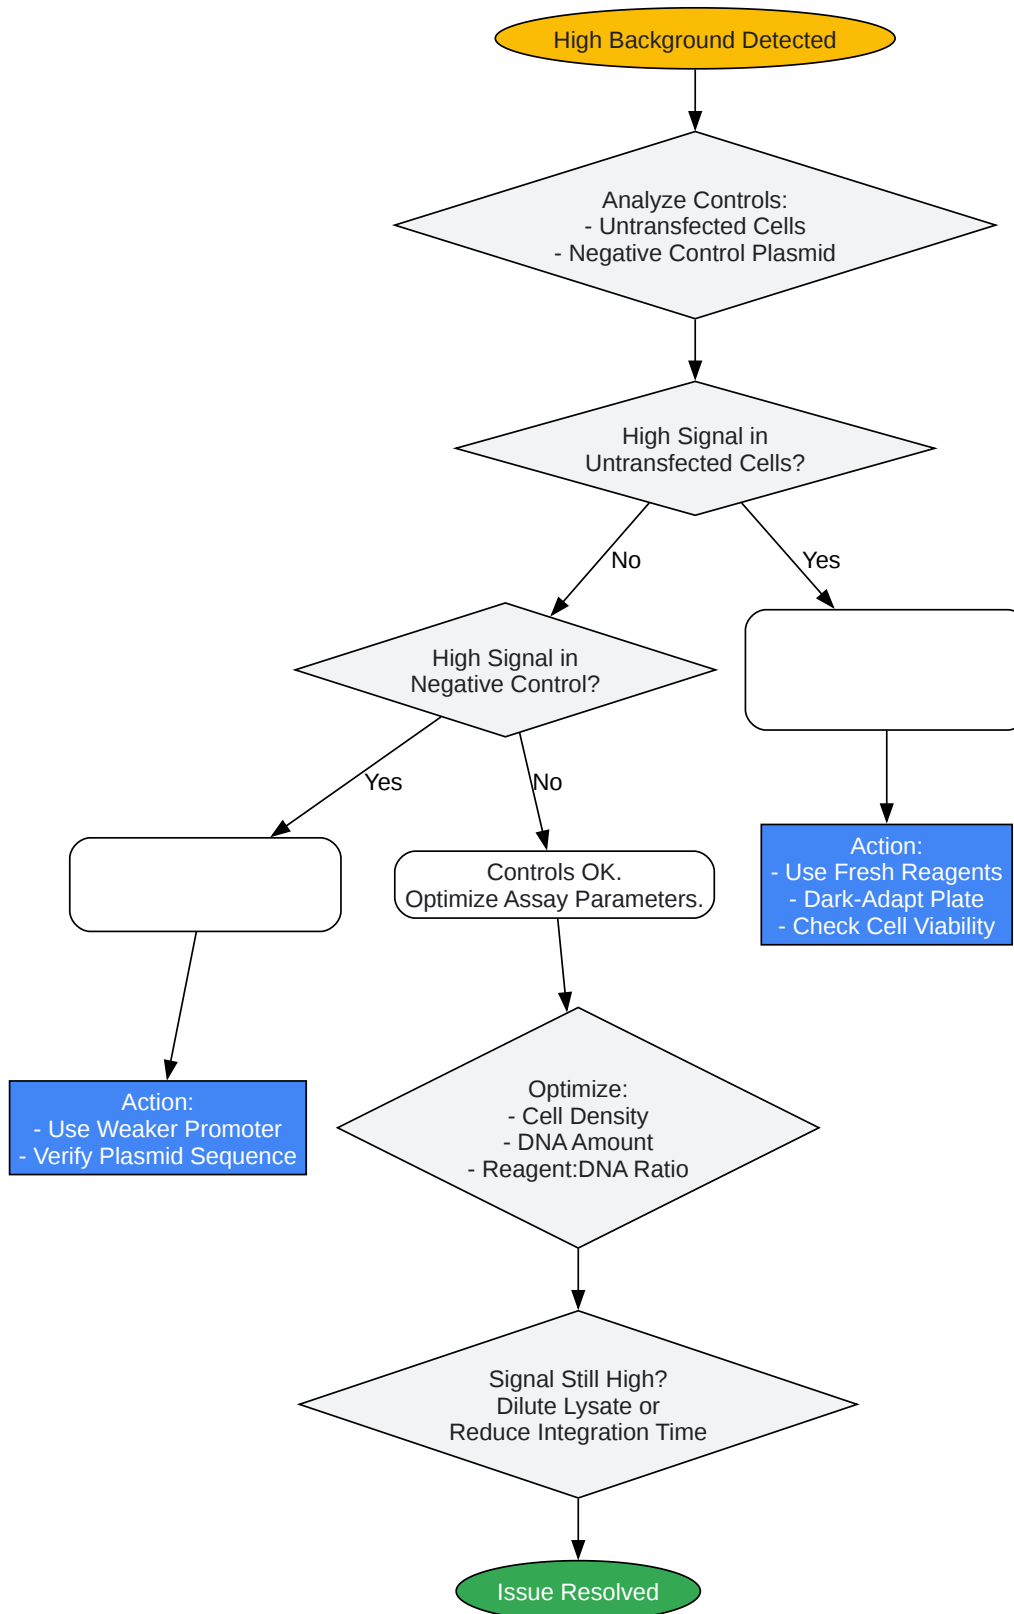 High Background Detected
Analyze Controls:
- Untransfected Cells
- Negative Control Plasmid
High Signal in
Untransfected Cells?
No
Yes
High Signal in
Negative Control?
Yes
No
Controls OK.
Optimize Assay Parameters.
Action:
- Use Fresh Reagents
- Dark-Adapt Plate
- Check Cell Viability
Action:
- Use Weaker Promoter
- Verify Plasmid Sequence
Optimize:
- Cell Density
- DNA Amount
- Reagent:DNA Ratio
Signal Still High?
Dilute Lysate or
Reduce Integration Time
Issue Resolved